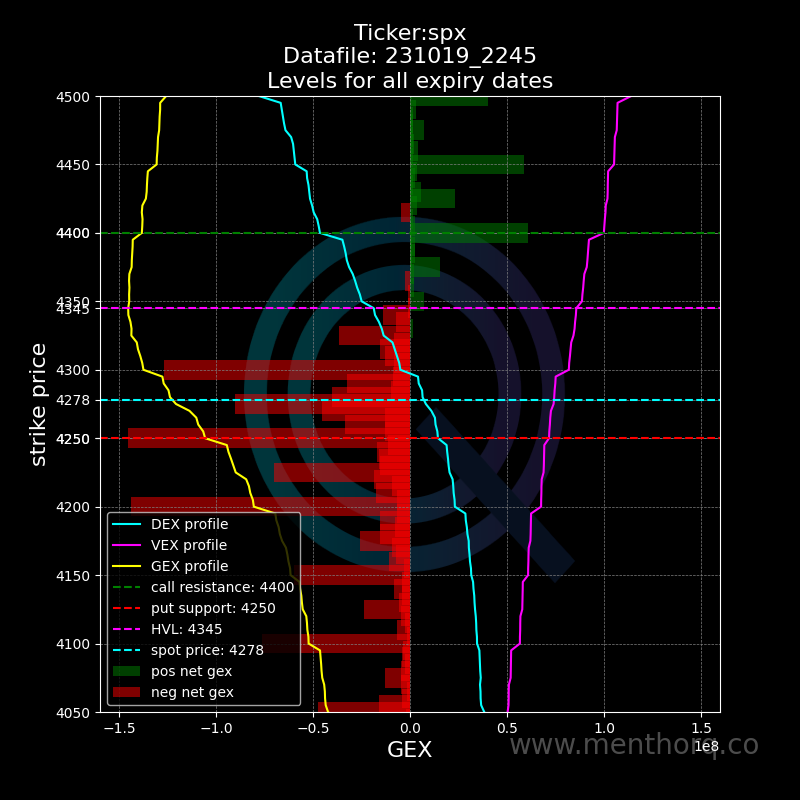 Ticker:spx
Datafile: 231019_2245
Levels for all expiry dates
strike price
4500
4450
4400
4350
4345
4300
4278
4250
4200
4150
4100
4050
DEX profile
VEX profile
GEX profile
call resistance: 4400
put support: 4250
HVL: 4345
spot price: 4278
pos net gex
neg net gex
−1.5 −1.0 −0.5 0.0 0.5 1.0 1.5
1e8
GEX
www.menthorq.co